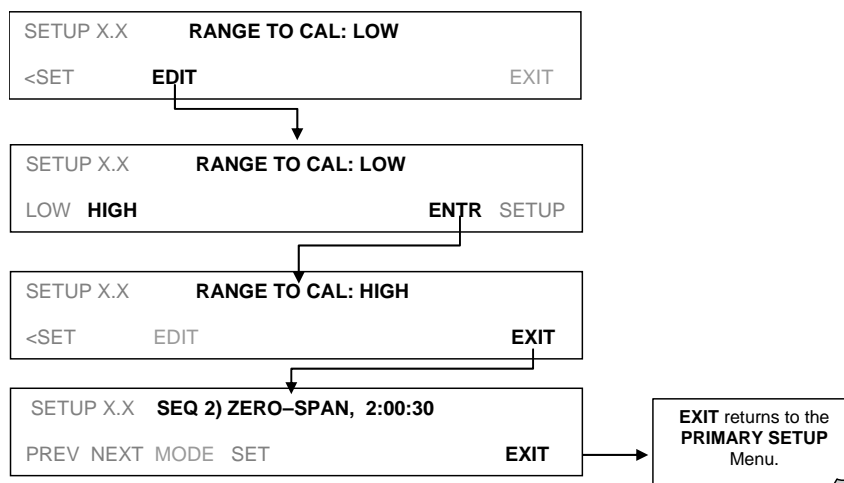 SETUP X.X RANGE TO CAL: LOW
<SET EDIT EXIT
SETUP X.X RANGE TO CAL: LOW
LOW HIGH ENTR SETUP
SETUP X.X RANGE TO CAL: HIGH
<SET EDIT EXIT
SETUP X.X SEQ 2) ZERO–SPAN, 2:00:30
PREV NEXT MODE SET EXIT
EXIT returns to the
PRIMARY SETUP
Menu.